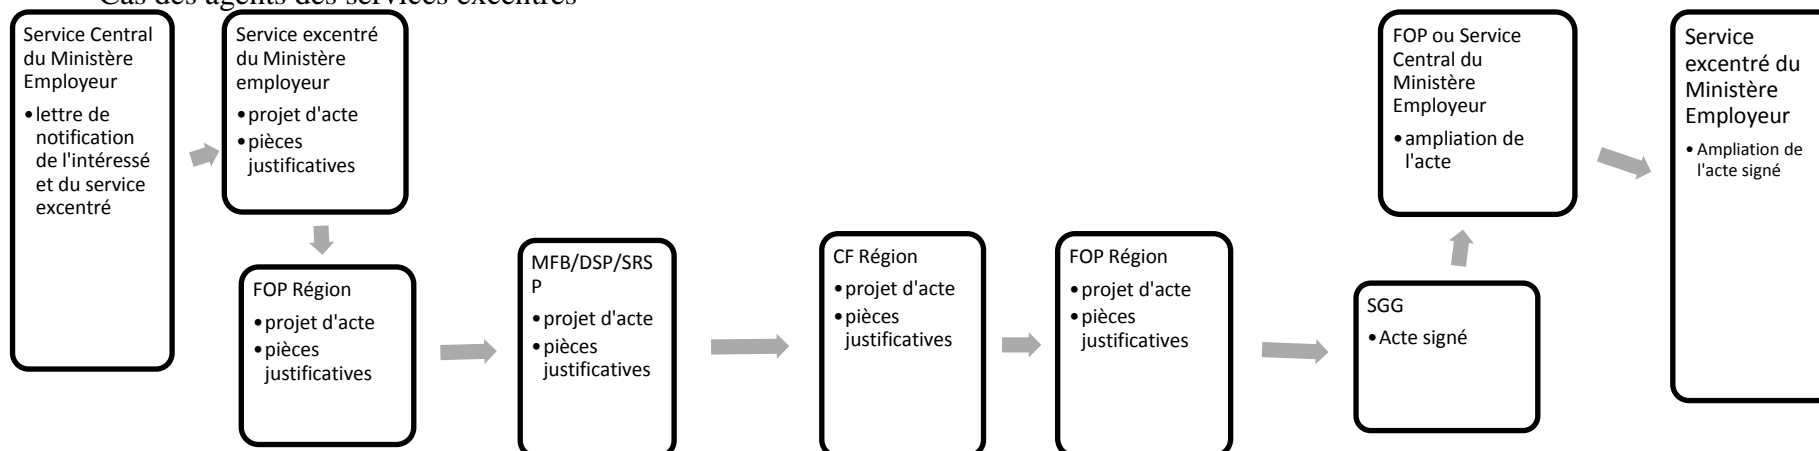 Cas des agents des services excentrés
Service Central
du Ministère
Employeur
•lettre de
notification
de l'intéressé
et du service
excentré
Service excentré
du Ministère
employeur
•projet d'acte
•pièces
justificatives
FOP Région
•projet d'acte
•pièces
justificatives
MFB/DSP/SRS
P
•projet d'acte
•pièces
justificatives
CF Région
•projet d'acte
•pièces
justificatives
FOP Région
•projet d'acte
•pièces
justificatives
SGG
•Acte signé
FOP ou Service
Central du
Ministère
Employeur
•ampliation de
l'acte
Service
excentré du
Ministère
Employeur
•Ampliation de
l'acte signé